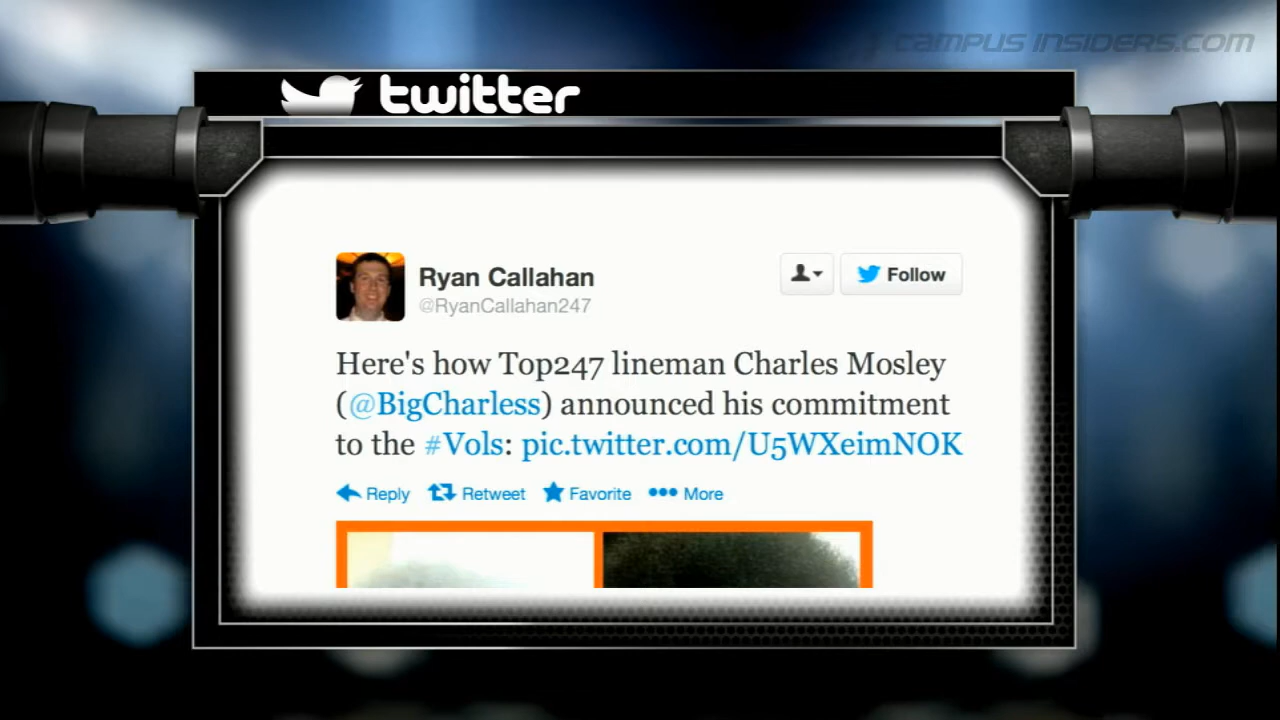 CAMPUS INSIDERS.COM
twitter
Ryan Callahan
@RyanCallahan247
Follow
Here's how Top247 lineman Charles Mosley
(@BigCharless) announced his commitment
to the #Vols: pic.twitter.com/U5WXeimNOK
Reply Retweet Favorite More